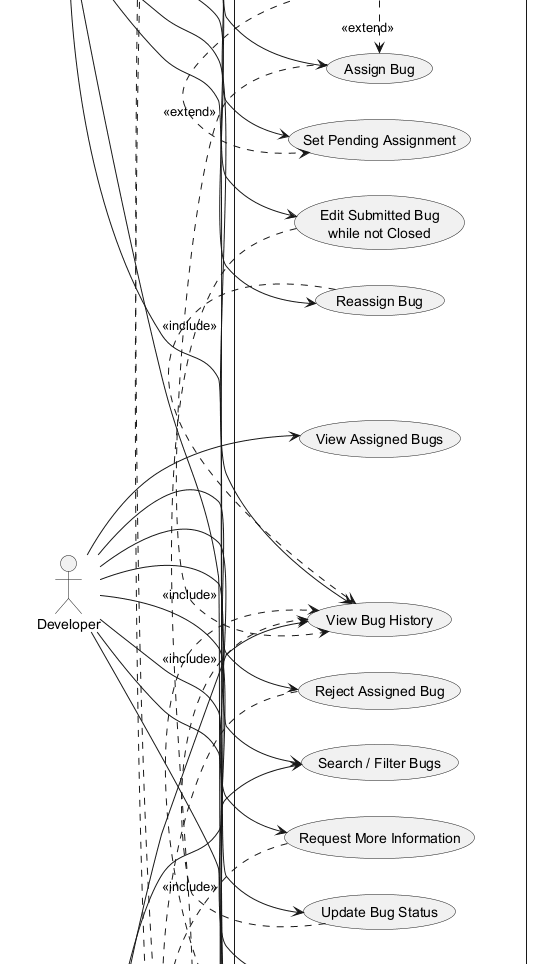 «extend»
Assign Bug
«extend»
Set Pending Assignment
Edit Submitted Bug
while not Closed
Reassign Bug
«include»
View Assigned Bugs
«include»
Developer
View Bug History
«include»
Reject Assigned Bug
Search / Filter Bugs
Request More Information
«include»
Update Bug Status